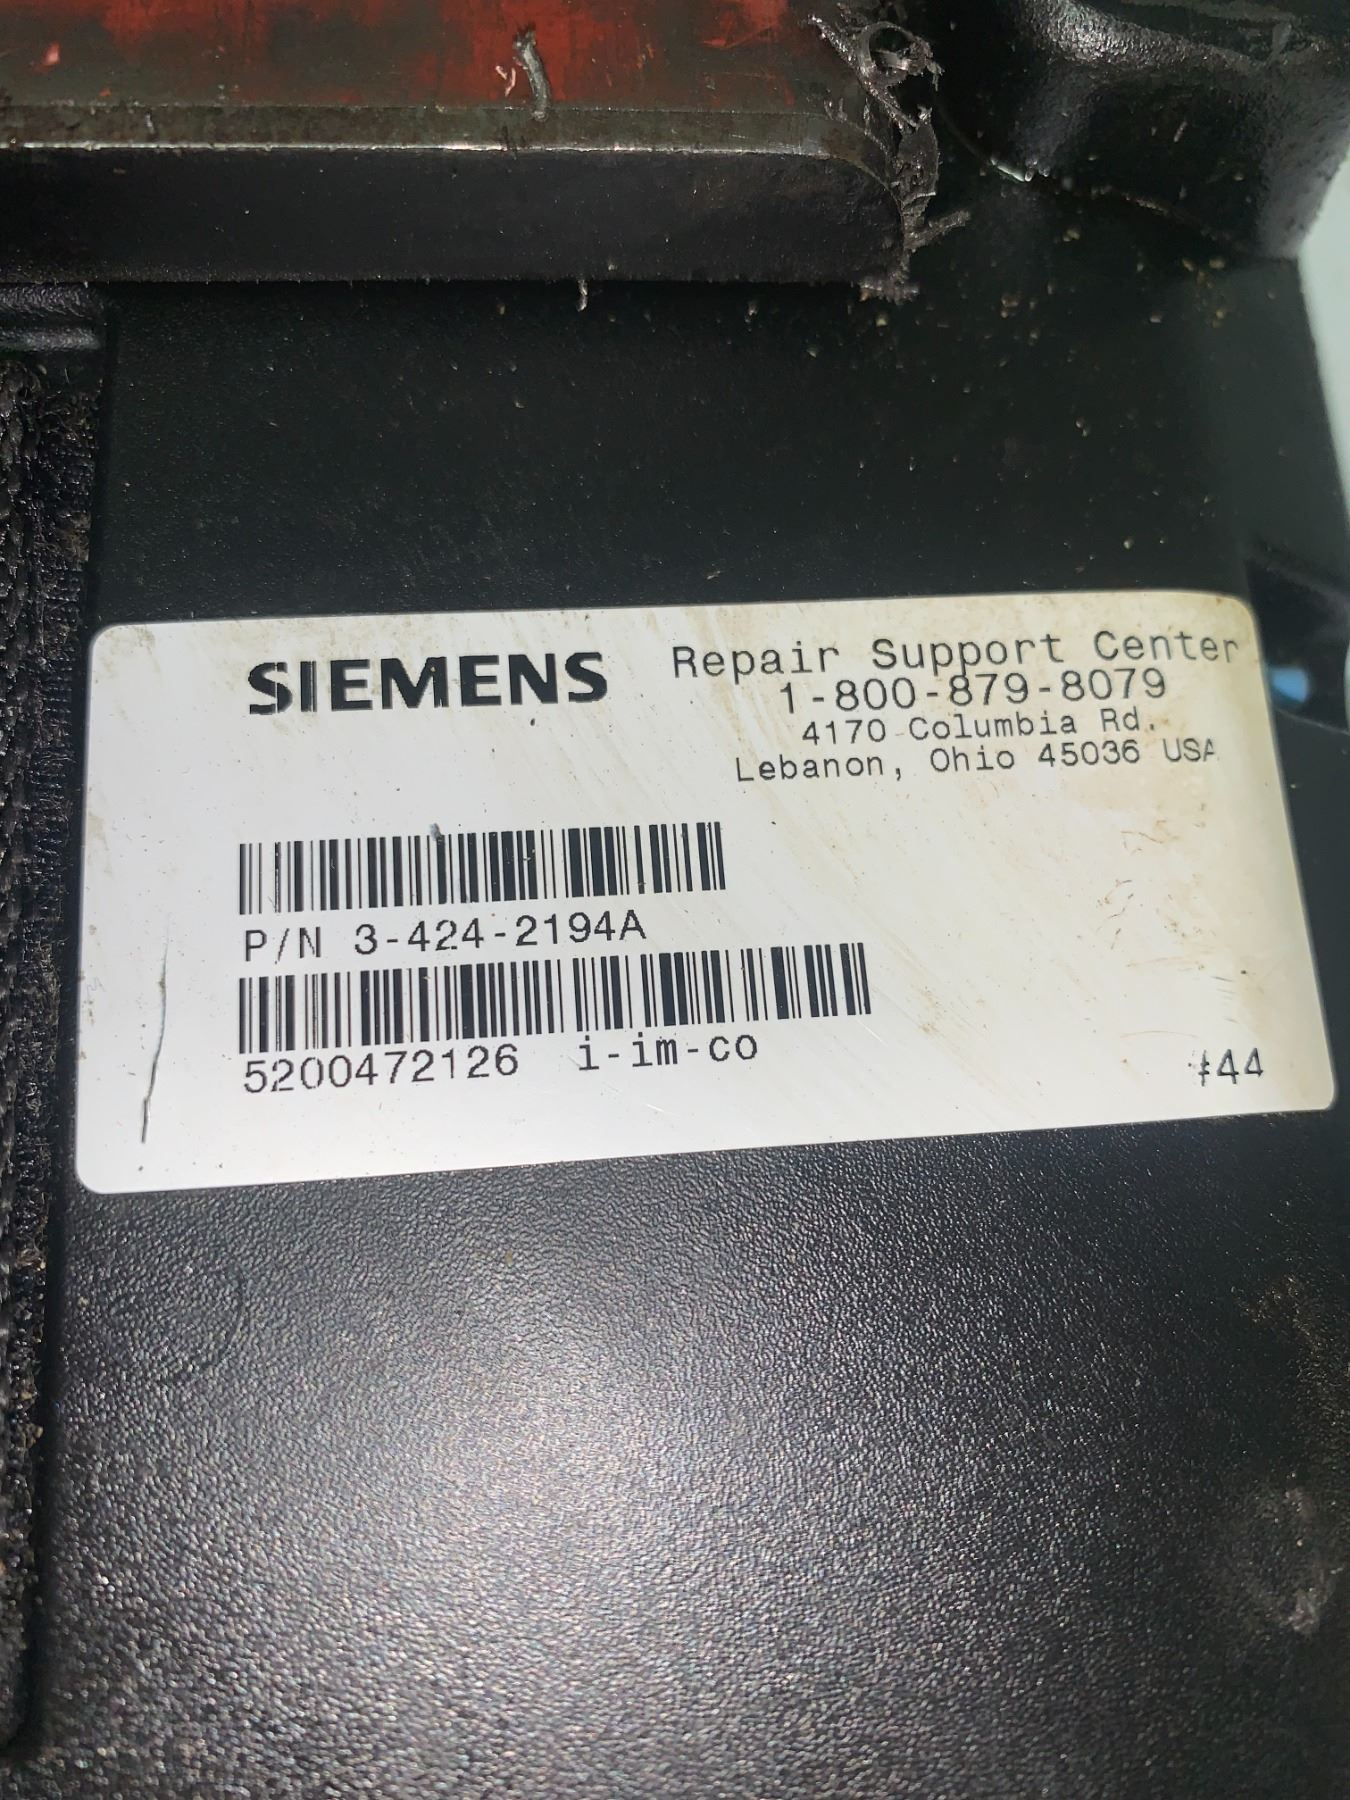 SIEMENS
Repair Support Center
1-800-879-8079
4170 Columbia Rd.
Lebanon, Ohio 45036 USA
P/N 3-424-2194A
5200472126 i-im-co
#44